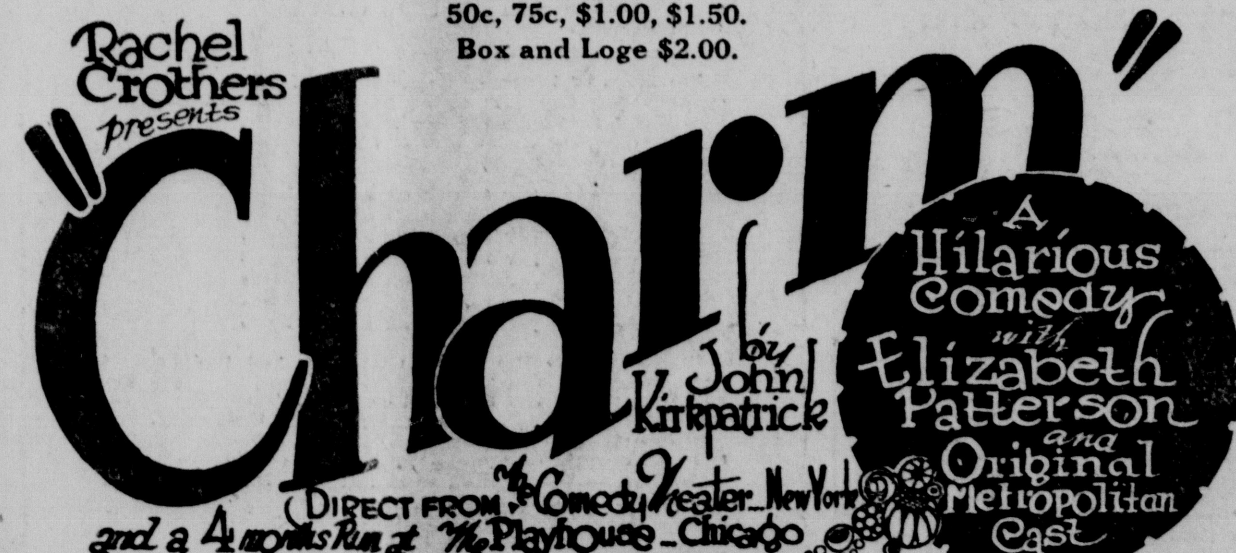 50c, 75c, $1.00, $1.50.
Box and Loge $2.00.
Rachel
Crothers
presents
"Charm"
by
John
Kirkpatrick
A
Hilarious
Comedy
with
Elizabeth
Patterson
and
Original
Metropolitan
Cast
DIRECT FROM the Comedy Theater - New York
and a 4 months Run at the Playhouse - Chicago